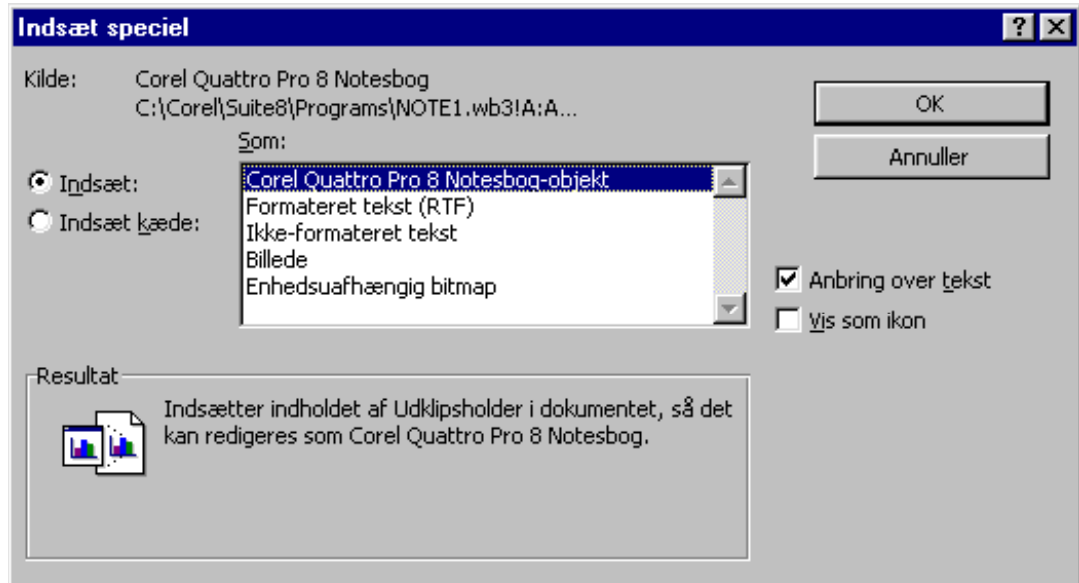 Indsæt speciel
Kilde: Corel Quattro Pro 8 Notesbog
C:\Corel\Suite8\Programs\NOTE1.wb3!A:A...
OK
Annuller
Som:
Indsæt:
Indsæt kæde:
Corel Quattro Pro 8 Notesbog-objekt
Formateret tekst (RTF)
Ikke-formateret tekst
Billede
Enhedsuafhængig bitmap
Anbring over tekst
Vis som ikon
Resultat
Indsætter indholdet af Udklipsholder i dokumentet, så det
kan redigeres som Corel Quattro Pro 8 Notesbog.